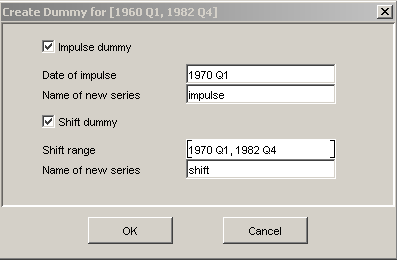 Create Dummy for [1960 Q1, 1982 Q4]
Impulse dummy
Date of impulse 1970 Q1
Name of new series impulse
Shift dummy
Shift range [1960 Q1, 1982 Q4]
Name of new series shift
OK Cancel